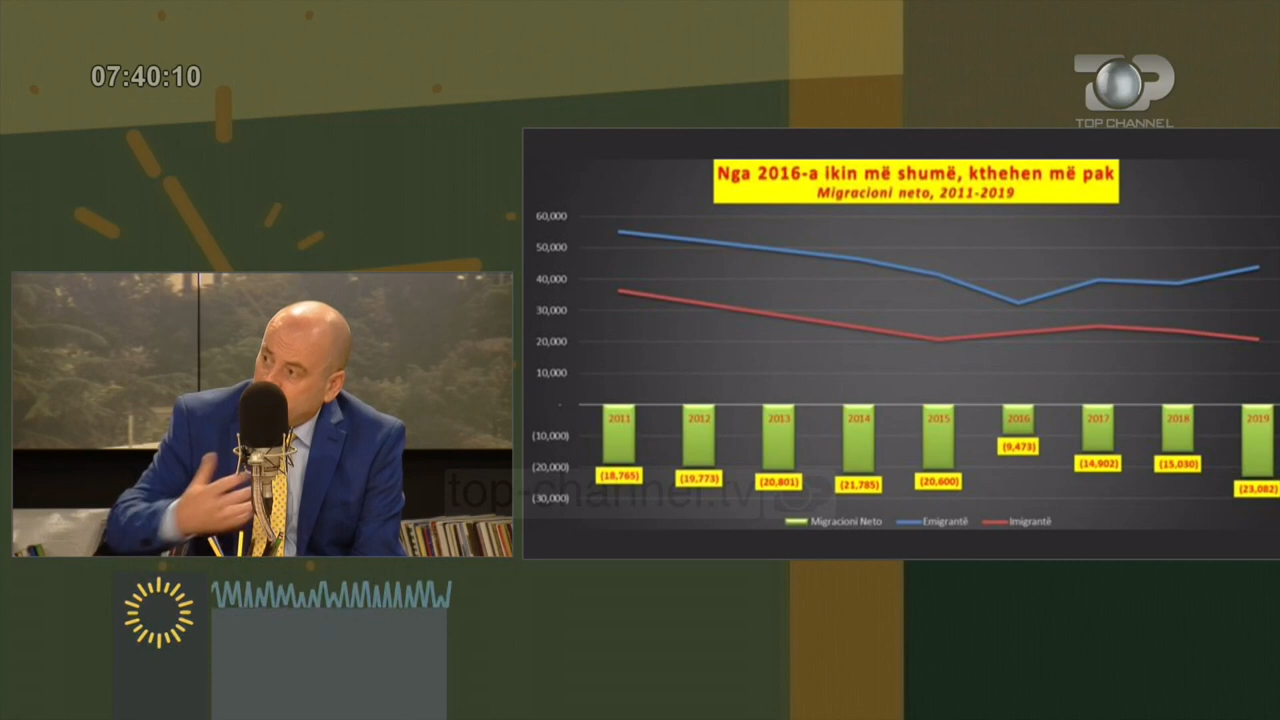 07:40:10
TOP CHANNEL
Nga 2016-a ikin më shumë, kthehen më pak
Migracioni neto, 2011-2019
60,000
50,000
40,000
30,000
20,000
10,000
-
(10,000)
(20,000)
(30,000)
2011 2012 2013 2014 2015 2016 2017 2018 2019
(18,765) (19,773) (20,801) (21,785) (20,600) (9,473) (14,902) (15,030) (23,082)
Migracioni Neto Emigrantë Imigrantë
top-channel.tv